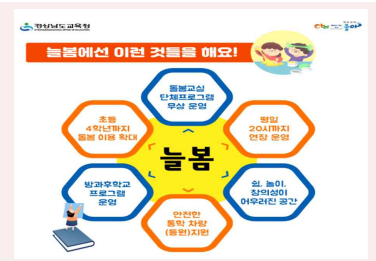 경상남도교육청
늘봄에선 이런 것들을 해요!
돌봄교실
단체프로그램
무상 운영
초등
4학년까지
돌봄 이용 확대
평일
20시까지
연장 운영
늘봄
방과후학교
프로그램
운영
쉼, 놀이,
창의성이
어우러진 공간
안전한
통학 차량
(등원)지원